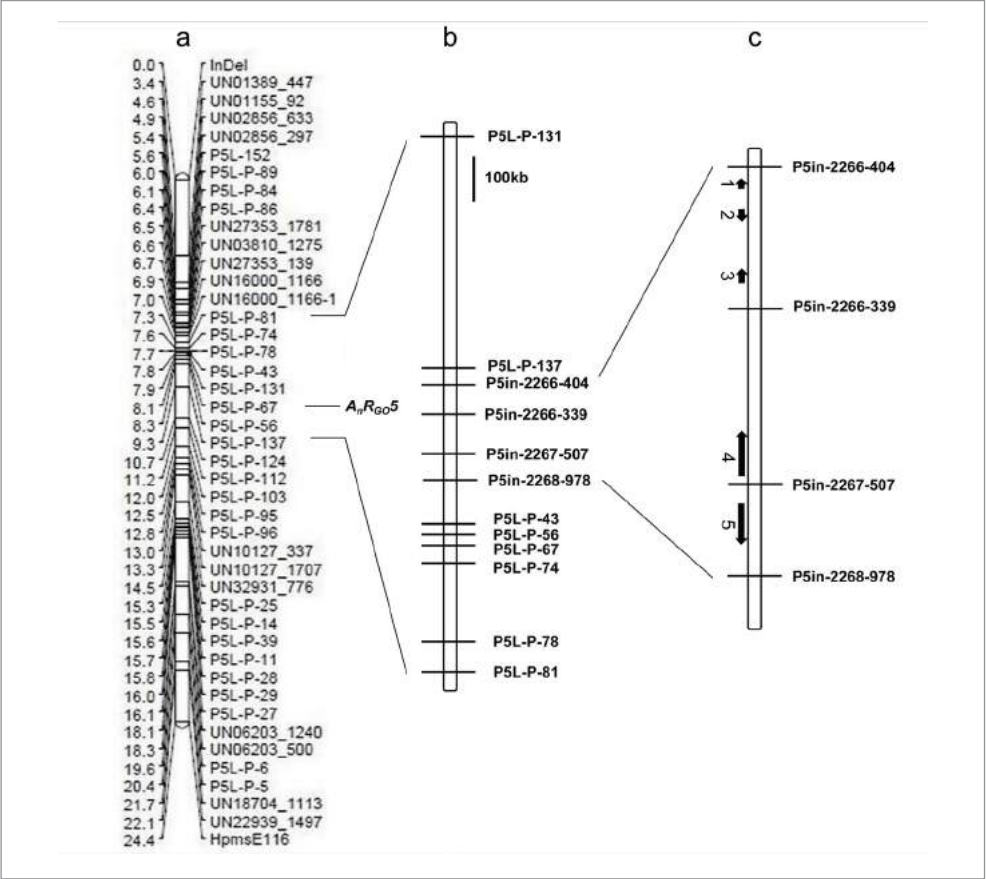 a
0.0 InDel
3.4 UN01389_447
4.6 UN01155_92
4.9 UN02856_633
5.4 UN02856_297
5.6 P5L-152
6.0 P5L-P-89
6.1 P5L-P-84
6.4 P5L-P-86
6.5 UN27353_1781
6.6 UN03810_1275
6.7 UN27353_139
6.9 UN16000_1166
7.0 UN16000_1166-1
7.3 P5L-P-81
7.6 P5L-P-74
7.7 P5L-P-78
7.8 P5L-P-43
7.9 P5L-P-131
8.1 P5L-P-67
8.3 P5L-P-56
9.3 P5L-P-137
10.7 P5L-P-124
11.2 P5L-P-112
12.0 P5L-P-103
12.5 P5L-P-95
12.8 P5L-P-96
13.0 UN10127_337
13.3 UN10127_1707
14.5 UN32931_776
15.3 P5L-P-25
15.5 P5L-P-14
15.6 P5L-P-39
15.7 P5L-P-11
15.8 P5L-P-28
16.0 P5L-P-29
16.1 P5L-P-27
18.1 UN06203_1240
18.3 UN06203_500
19.6 P5L-P-6
20.4 P5L-P-5
21.7 UN18704_1113
22.1 UN22939_1497
24.4 HpmsE116
AnRGO5
b
P5L-P-131
100kb
P5L-P-137
P5in-2266-404
P5in-2266-339
P5in-2267-507
P5in-2268-978
P5L-P-43
P5L-P-56
P5L-P-67
P5L-P-74
P5L-P-78
P5L-P-81
c
P5in-2266-404
1
2
3
P5in-2266-339
4
P5in-2267-507
5
P5in-2268-978